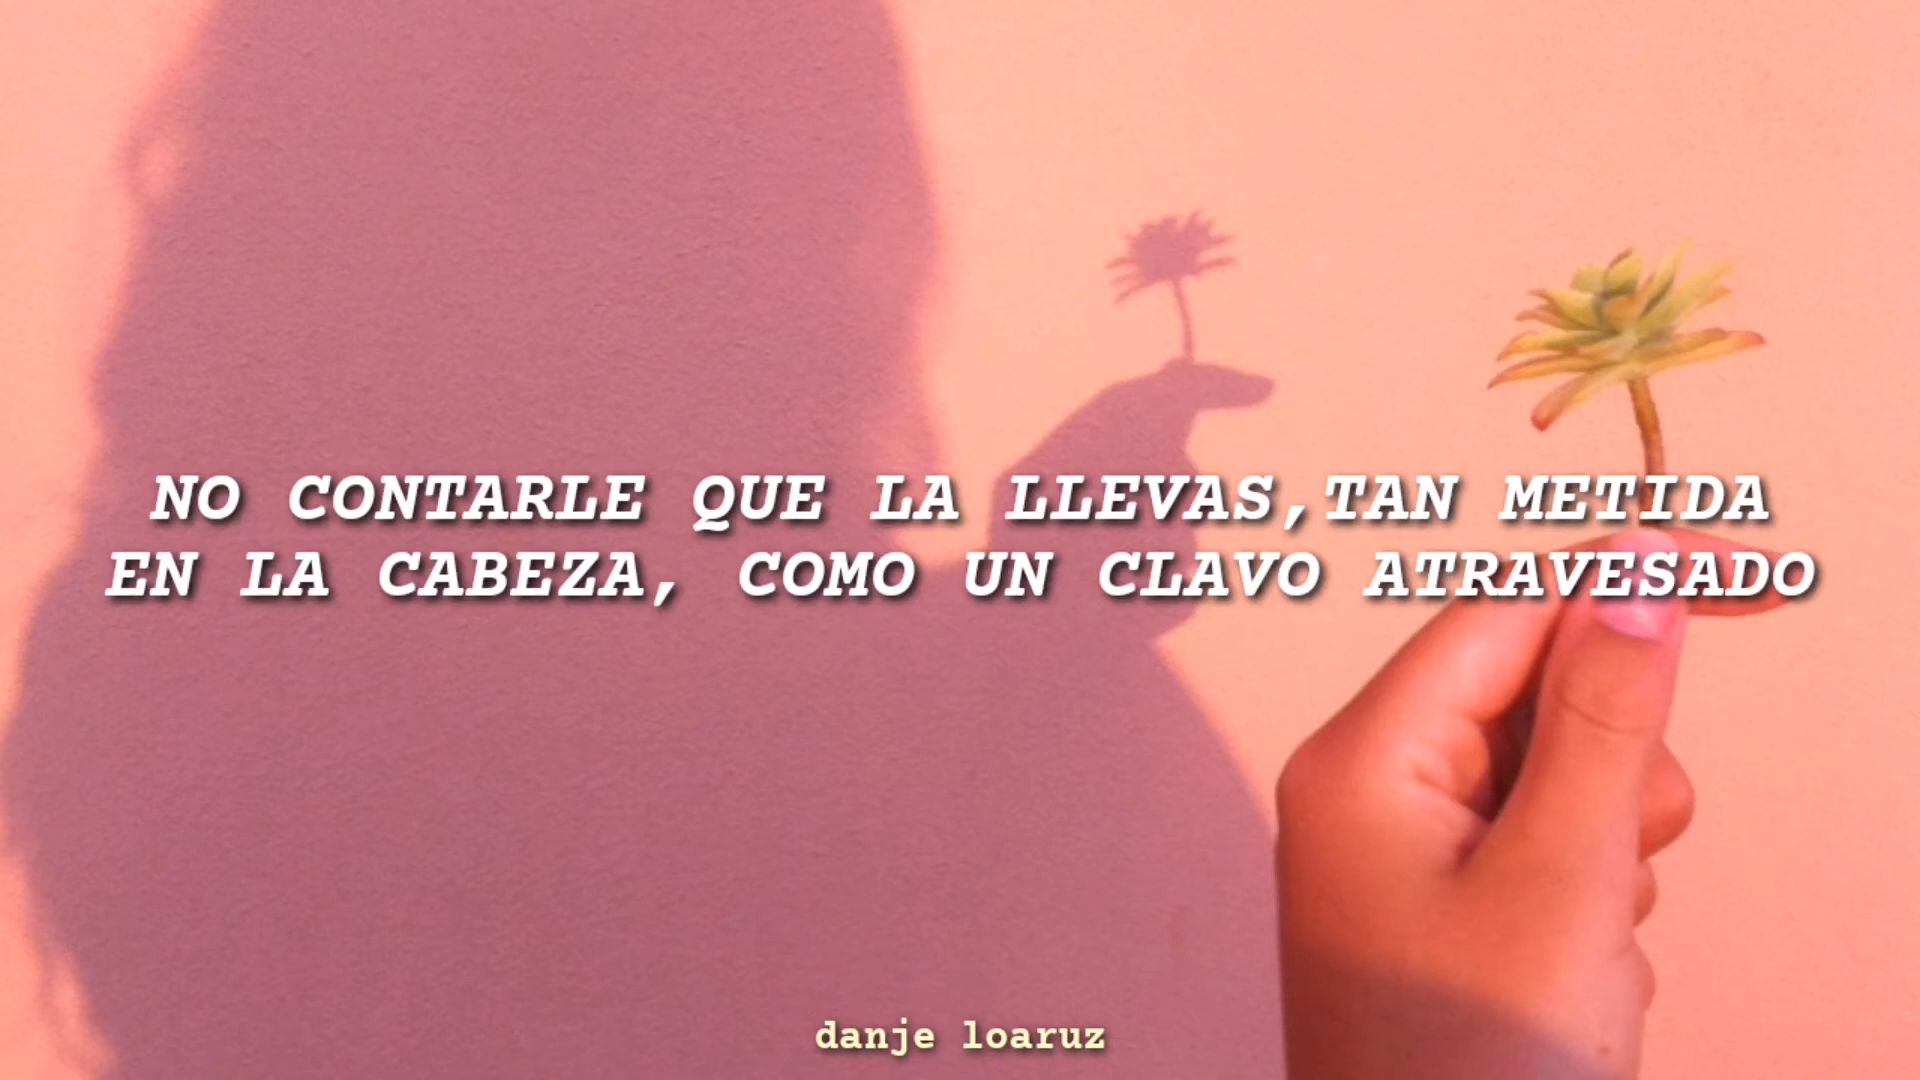 NO CONTARLE QUE LA LLEVAS,TAN METIDA
EN LA CABEZA, COMO UN CLAVO ATRAVESADO
danje loaruz